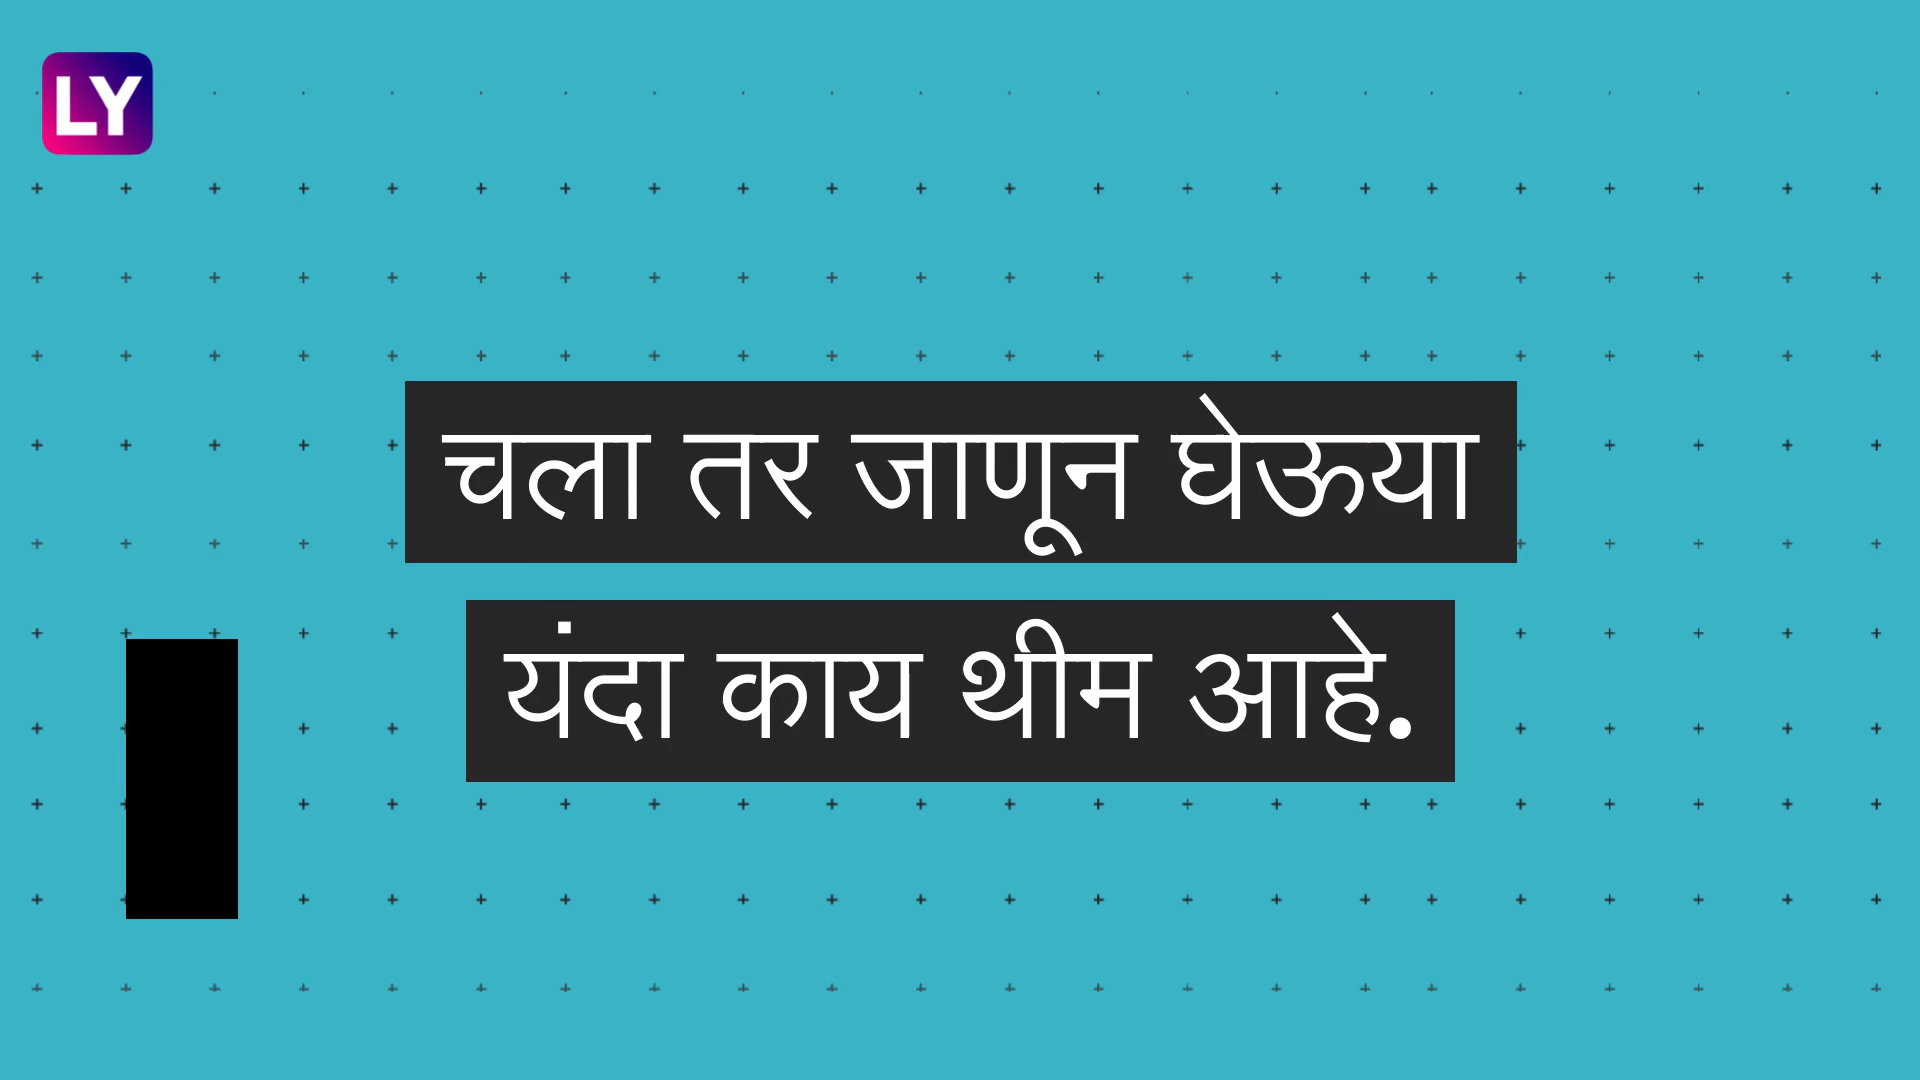 LY
चला तर जाणून घेऊया
यंदा काय थीम आहे.